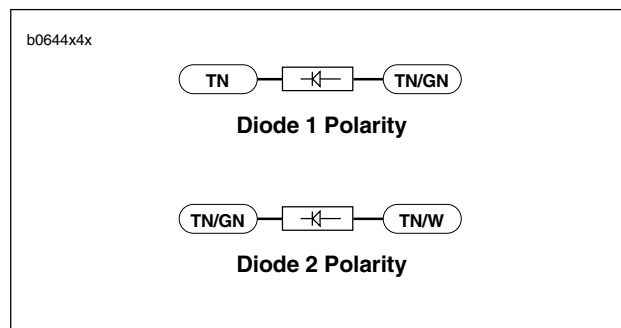 b0644x4x
TN TN/GN
Diode 1 Polarity
TN/GN TN/W
Diode 2 Polarity